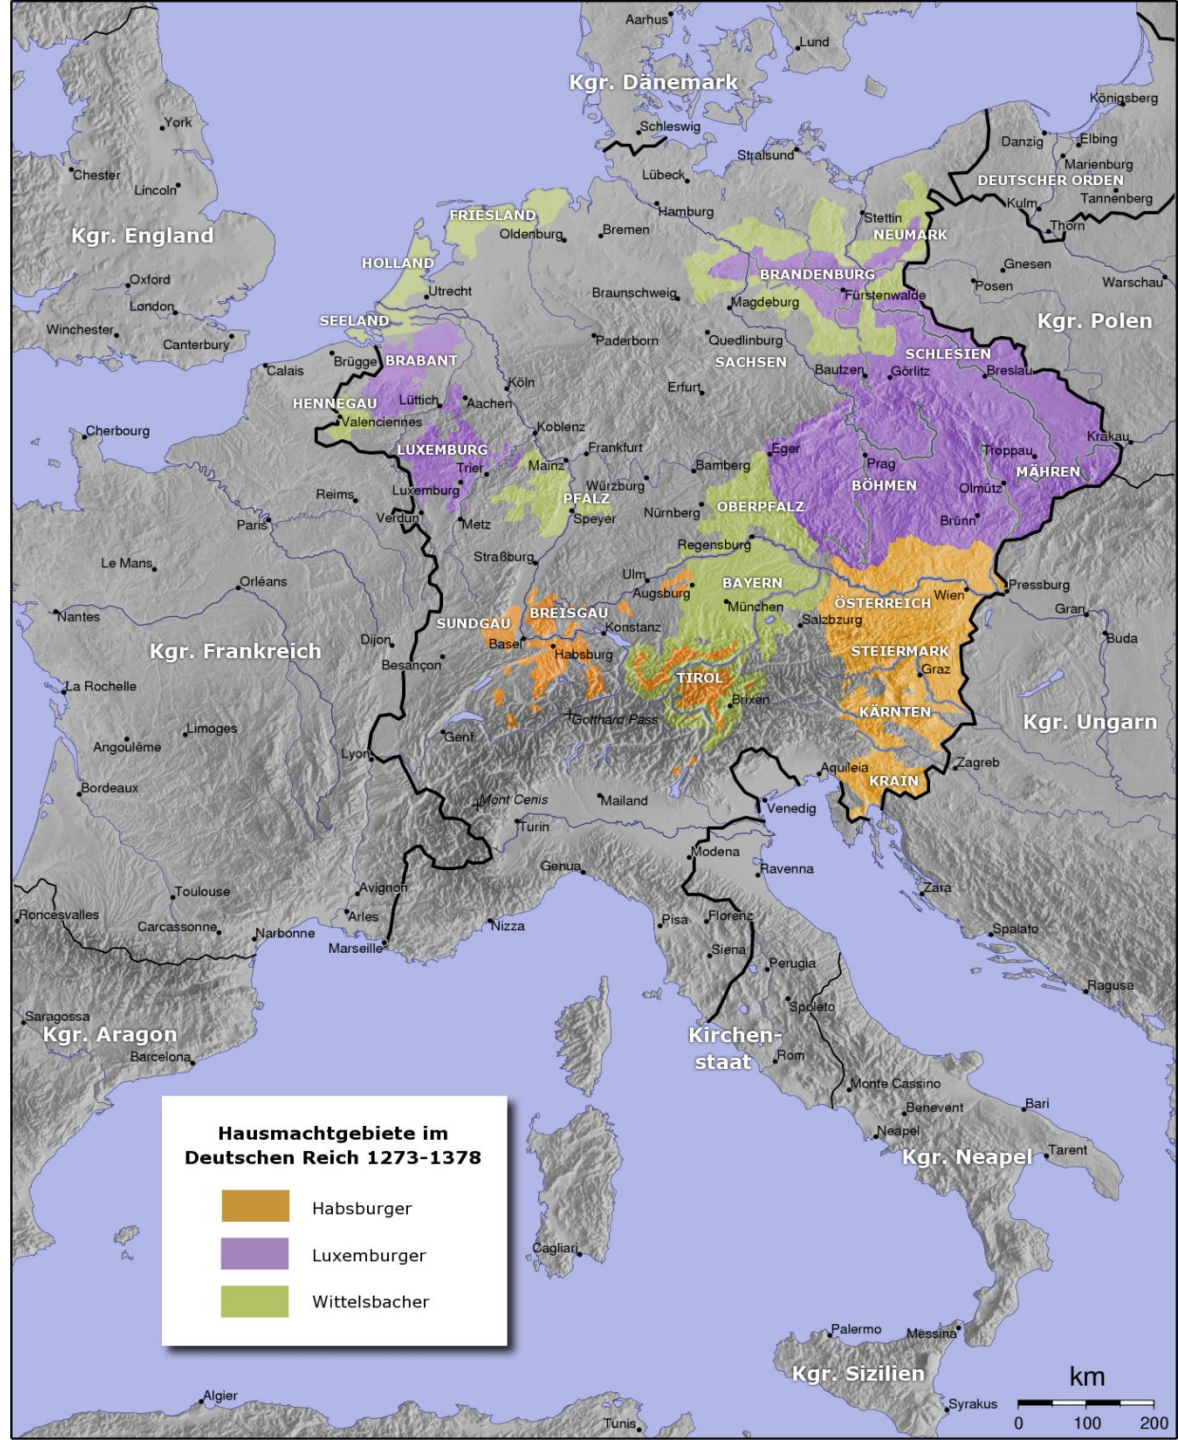 Aarhus
Lund
Kgr. Dänemark
Königsberg
York
Schleswig
Danzig
Elbing
Stralsund
Marienburg
Chester
Lincoln
Lübeck
DEUTSCHER ORDEN
Tannenberg
Kulm
Hamburg
FRIESLAND
Stettin
Thorn
Kgr. England
Oldenburg
Bremen
NEUMARK
HOLLAND
Gnesen
Oxford
BRANDENBURG
Posen
Warschau
Utrecht
Braunschweig
Fürstenwalde
London
Magdeburg
SEELAND
Kgr. Polen
Winchester
Canterbury
Paderborn
Quedlinburg
Brügge
BRABANT
SACHSEN
SCHLESIEN
Calais
Bautzen
Görlitz
Breslau
Köln
Erfurt
HENNEGAU
Lüttich
Aachen
Valenciennes
Cherbourg
Koblenz
Krakau
LUXEMBURG
Frankfurt
Eger
Troppau
Trier
Mainz
Bamberg
Prag
MÄHREN
Würzburg
BÖHMEN
Luxemburg
Olmütz
Reims
PFALZ
OBERPFALZ
Nürnberg
Verdun
Speyer
Brünn
Paris
Metz
Regensburg
Straßburg
Le Mans
Ulm
BAYERN
Orléans
Augsburg
Wien
Pressburg
München
ÖSTERREICH
Nantes
BREISGAU
Gran
SUNDGAU
Konstanz
Salzbzurg
Buda
Dijon
Basel
Kgr. Frankreich
Habsburg
STEIERMARK
Besançon
Graz
TIROL
La Rochelle
Brixen
KÄRNTEN
Gotthard Pass
Kgr. Ungarn
Limoges
Genf
Angouléme
Lyon
Aquileia
Zagreb
KRAIN
Bordeaux
Mont Cenis
Mailand
Venedig
Turin
Modena
Genua
Ravenna
Toulouse
Avignon
Zara
Roncesvalles
Arles
Pisa
Florenz
Carcassonne
Narbonne
Nizza
Spalato
Marseille
Siena
Perugia
Ragusa
Spoleto
Saragossa
Kgr. Aragon
Kirchen-
staat
Barcelona
Rom
Monte Cassino
Bari
Benevent
Neapel
Hausmachtgebiete im
Deutschen Reich 1273-1378
Kgr. Neapel
Tarent
Habsburger
Luxemburger
Cagliari
Wittelsbacher
Palermo
Messina
Kgr. Sizilien
km
Algier
Syrakus
0 100 200
Tunis